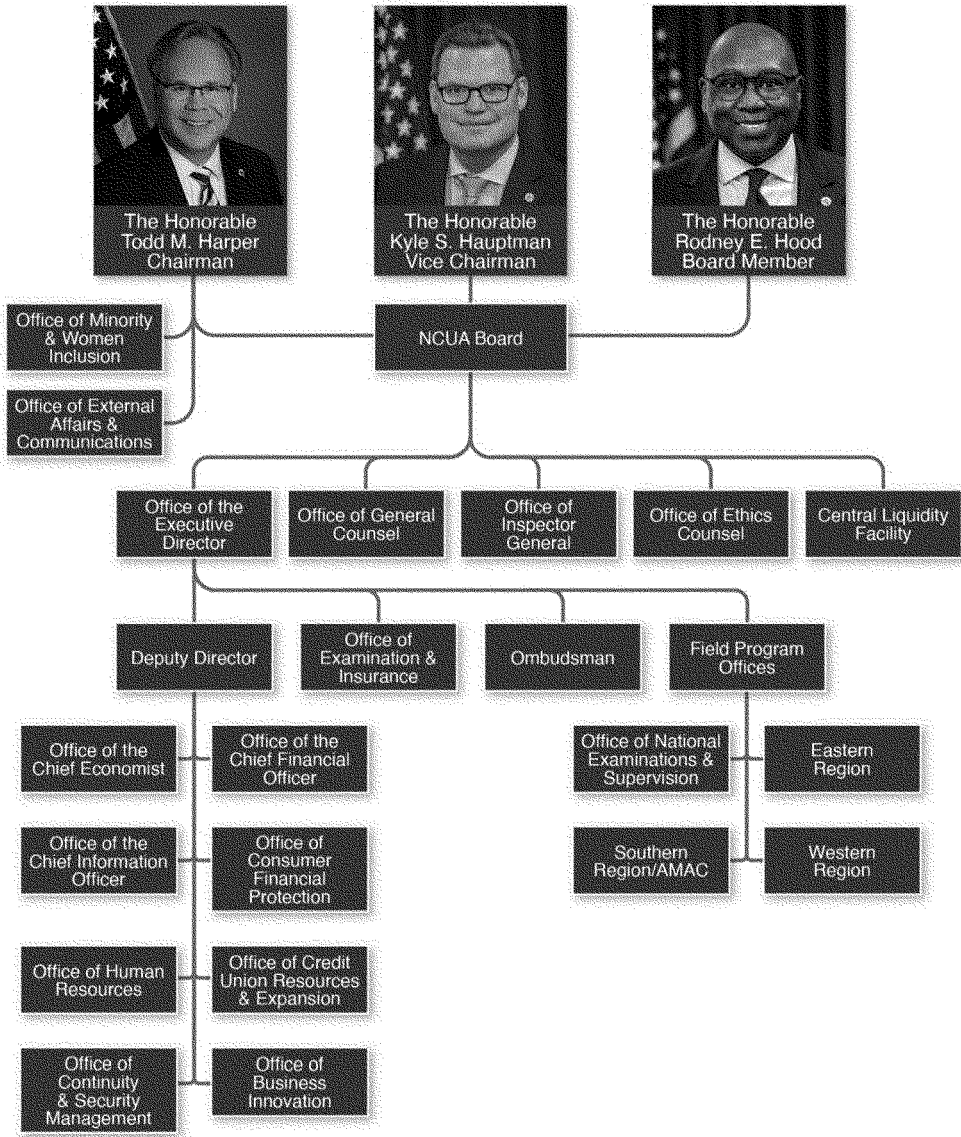 The Honorable
Todd M. Harper
Chairman
The Honorable
Kyle S. Hauptman
Vice Chairman
The Honorable
Rodney E. Hood
Board Member
Office of Minority
& Women
Inclusion
NCUA Board
Office of External
Affairs &
Communications
Office of the
Executive
Director
Office of General
Counsel
Office of
Inspector
General
Office of Ethics
Counsel
Central Liquidity
Facility
Deputy Director
Office of
Examination &
Insurance
Ombudsman
Field Program
Offices
Office of the
Chief Economist
Office of the
Chief Financial
Officer
Office of National
Examinations &
Supervision
Eastern
Region
Office of the
Chief Information
Officer
Office of
Consumer
Financial
Protection
Southern
Region/AMAC
Western
Region
Office of Human
Resources
Office of Credit
Union Resources
& Expansion
Office of
Continuity
& Security
Management
Office of
Business
Innovation